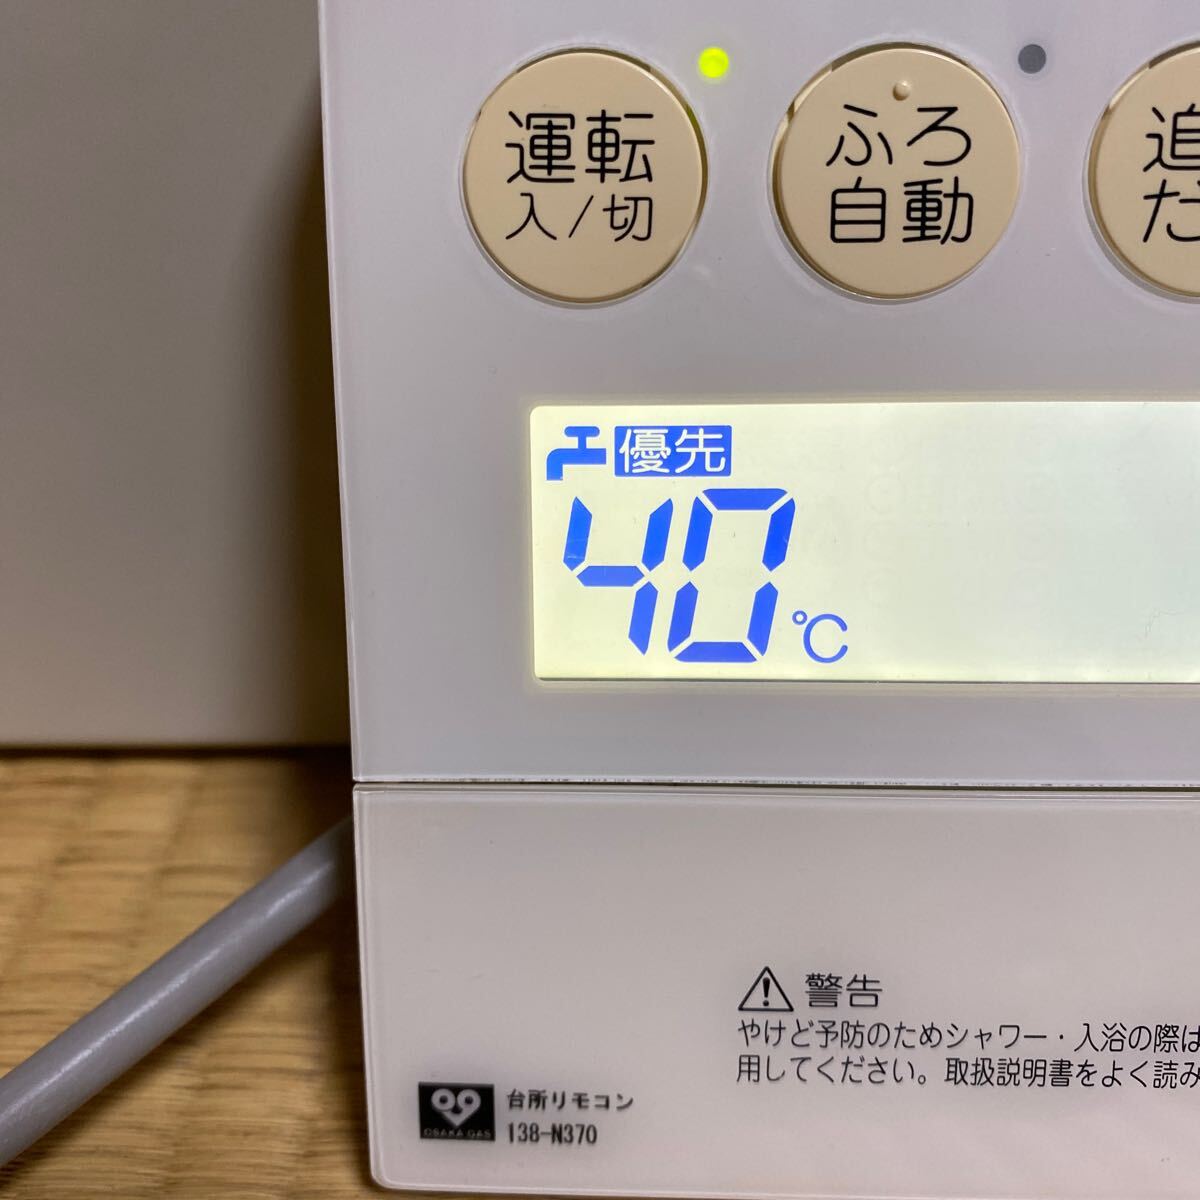 運転
入/切
ふろ
自動
追
だ
優先
40℃
警告
やけど予防のためシャワー・入浴の際は
用してください。取扱説明書をよく読み
OSAKA GAS
台所リモコン
138-N370